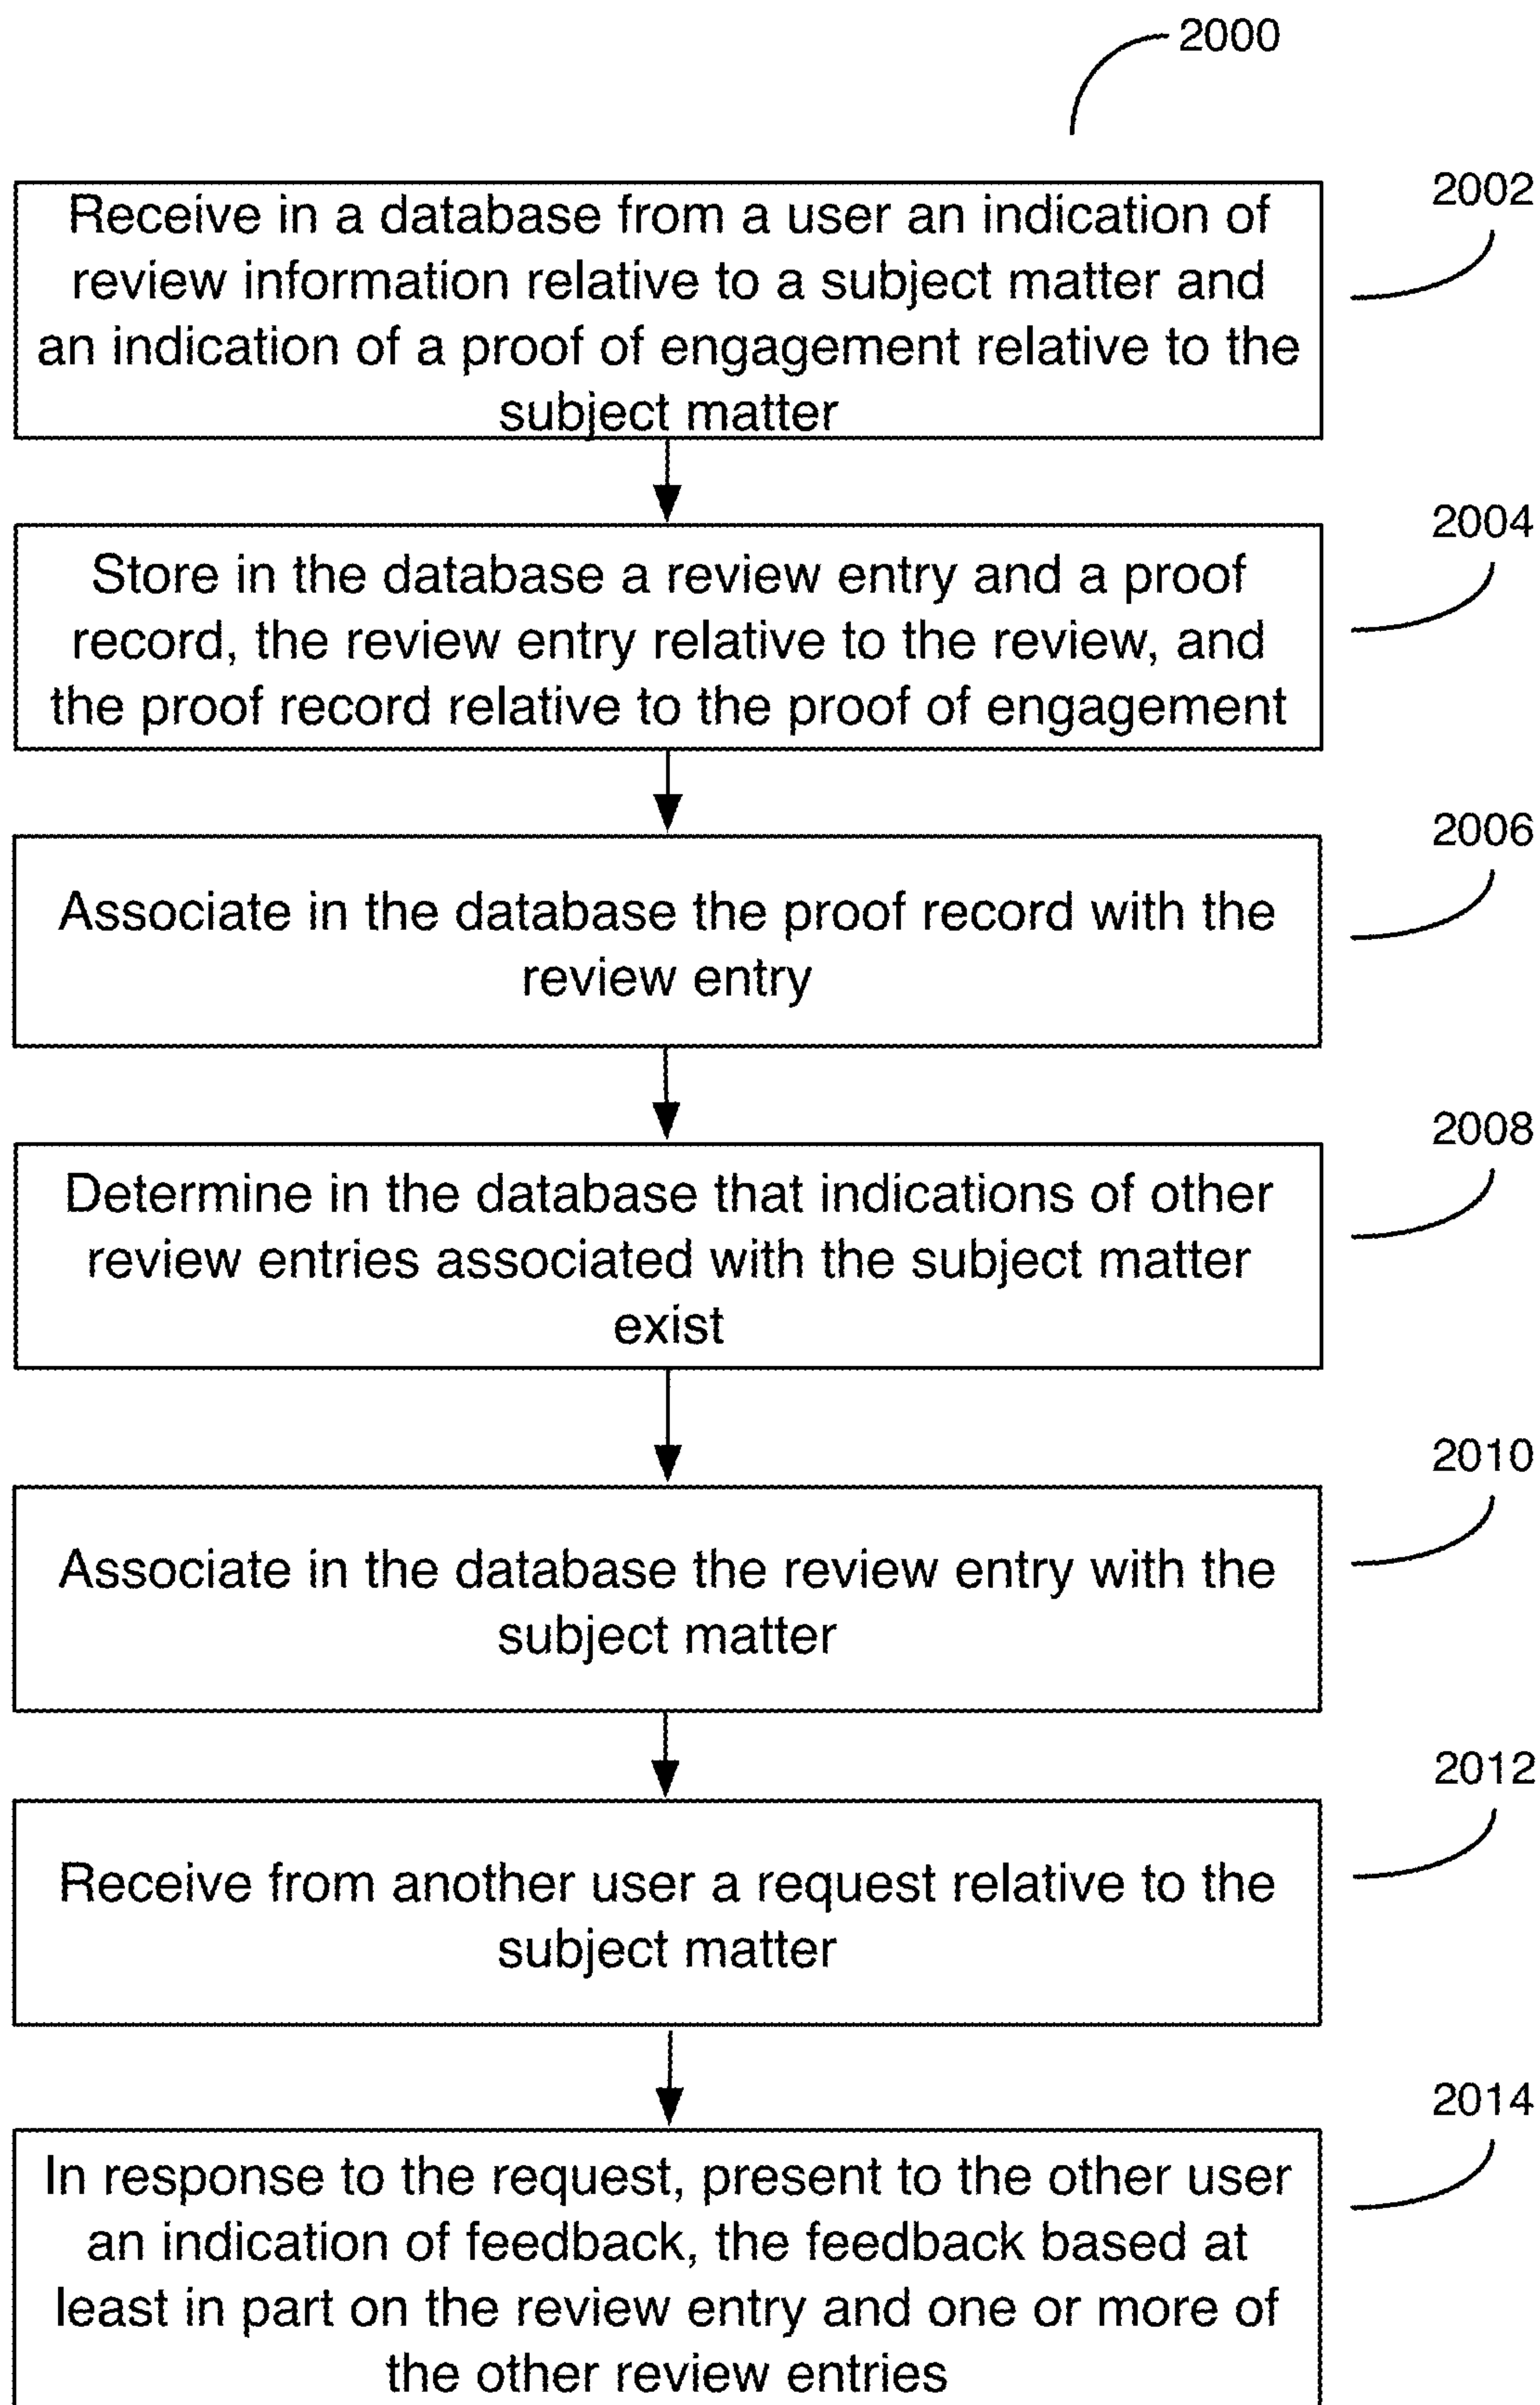 2000
2002
Receive in a database from a user an indication of
review information relative to a subject matter and
an indication of a proof of engagement relative to the
subject matter
2004
Store in the database a review entry and a proof
record, the review entry relative to the review, and
the proof record relative to the proof of engagement
2006
Associate in the database the proof record with the
review entry
2008
Determine in the database that indications of other
review entries associated with the subject matter
exist
2010
Associate in the database the review entry with the
subject matter
2012
Receive from another user a request relative to the
subject matter
2014
In response to the request, present to the other user
an indication of feedback, the feedback based at
least in part on the review entry and one or more of
the other review entries